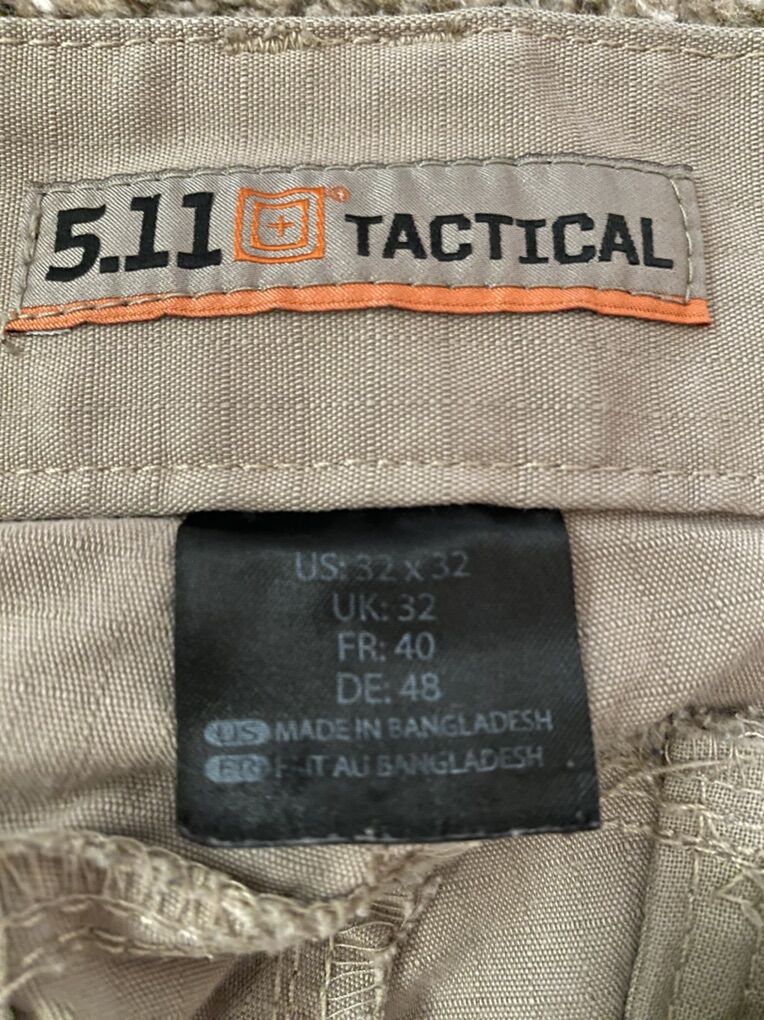 5.11 TACTICAL
US: 32 x 32
UK: 32
FR: 40
DE: 48
US MADE IN BANGLADESH
FR FAIT AU BANGLADESH